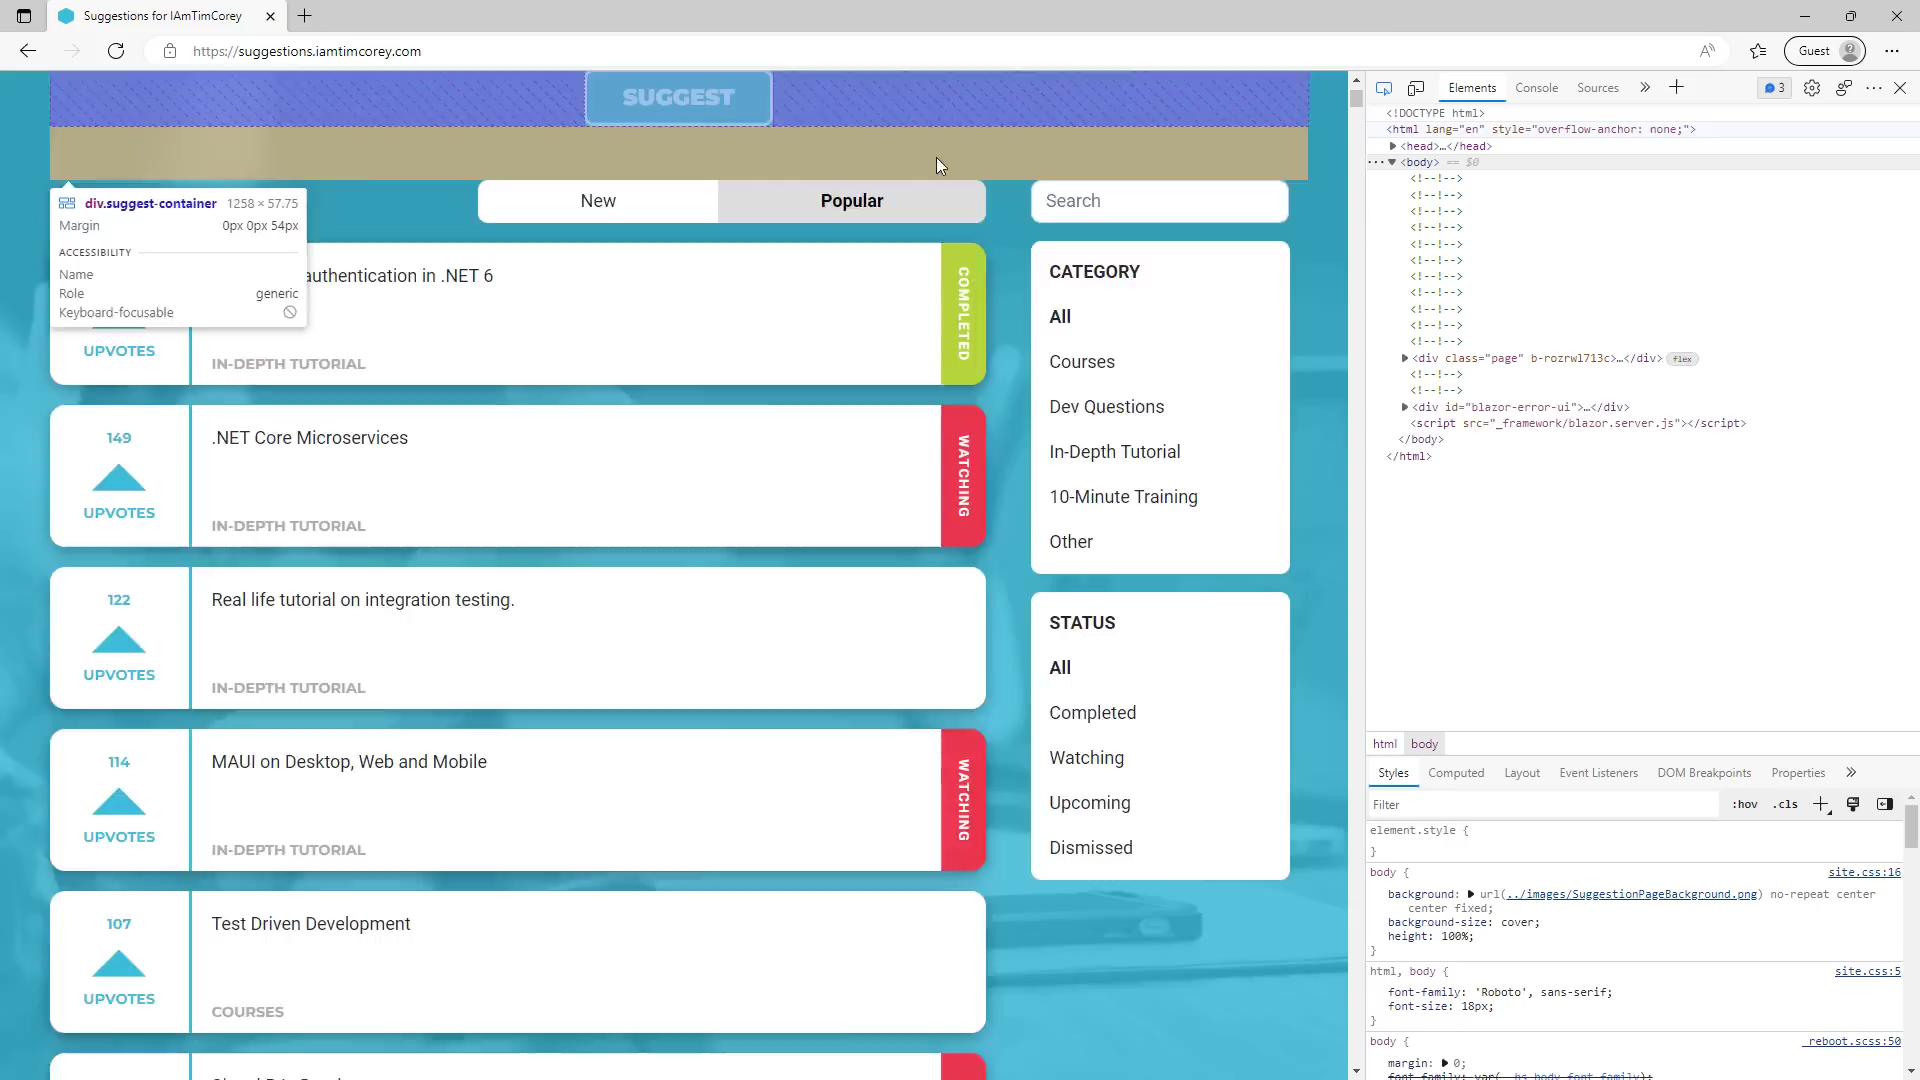 Suggestions for IAmTimCorey
https://suggestions.iamtimcorey.com
Guest
SUGGEST
div.suggest-container 1258 × 57.75
Margin 0px 0px 54px
ACCESSIBILITY
Name
Role generic
Keyboard-focusable
New
Popular
Search
authentication in .NET 6
UPVOTES
IN-DEPTH TUTORIAL
COMPLETED
149
.NET Core Microservices
UPVOTES
IN-DEPTH TUTORIAL
WATCHING
122
Real life tutorial on integration testing.
UPVOTES
IN-DEPTH TUTORIAL
114
MAUI on Desktop, Web and Mobile
UPVOTES
IN-DEPTH TUTORIAL
WATCHING
107
Test Driven Development
UPVOTES
COURSES
CATEGORY
All
Courses
Dev Questions
In-Depth Tutorial
10-Minute Training
Other
STATUS
All
Completed
Watching
Upcoming
Dismissed
Elements Console Sources 3
<!DOCTYPE html>
<html lang="en" style="overflow-anchor: none;">
<head>…</head>
<body> == $0
<!--!-->
<!--!-->
<!--!-->
<!--!-->
<!--!-->
<!--!-->
<!--!-->
<!--!-->
<!--!-->
<!--!-->
<!--!-->
<div class="page" b-rozrwl713c>…</div> flex
<!--!-->
<!--!-->
<div id="blazor-error-ui">…</div>
<script src="_framework/blazor.server.js"></script>
</body>
</html>
html body
Styles Computed Layout Event Listeners DOM Breakpoints Properties
Filter :hov .cls
element.style {
}
body { site.css:16
background: url(../images/SuggestionPageBackground.png) no-repeat center
center fixed;
background-size: cover;
height: 100%;
}
html, body { site.css:5
font-family: 'Roboto', sans-serif;
font-size: 18px;
}
body { _reboot.scss:50
margin: 0;